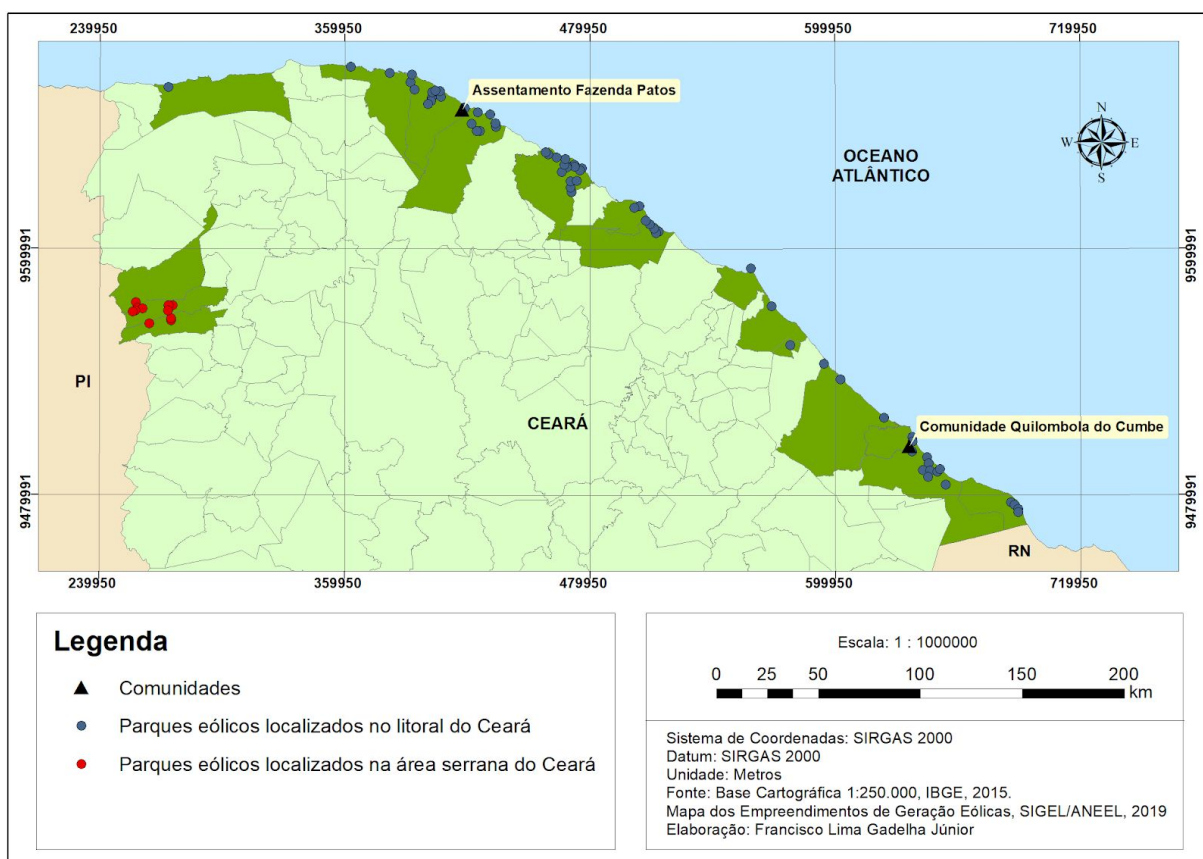 239950 359950 479950 599950 719950
Assentamento Fazenda Patos
N
W E
S
OCEANO
ATLÂNTICO
9599991 9599991
PI
CEARÁ
Comunidade Quilombola do Cumbe
9479991 9479991
RN
239950 359950 479950 599950 719950
Legenda
Comunidades
Parques eólicos localizados no litoral do Ceará
Parques eólicos localizados na área serrana do Ceará
Escala: 1 : 1000000
0 25 50 100 150 200
km
Sistema de Coordenadas: SIRGAS 2000
Datum: SIRGAS 2000
Unidade: Metros
Fonte: Base Cartográfica 1:250.000, IBGE, 2015.
Mapa dos Empreendimentos de Geração Eólicas, SIGEL/ANEEL, 2019
Elaboração: Francisco Lima Gadelha Júnior